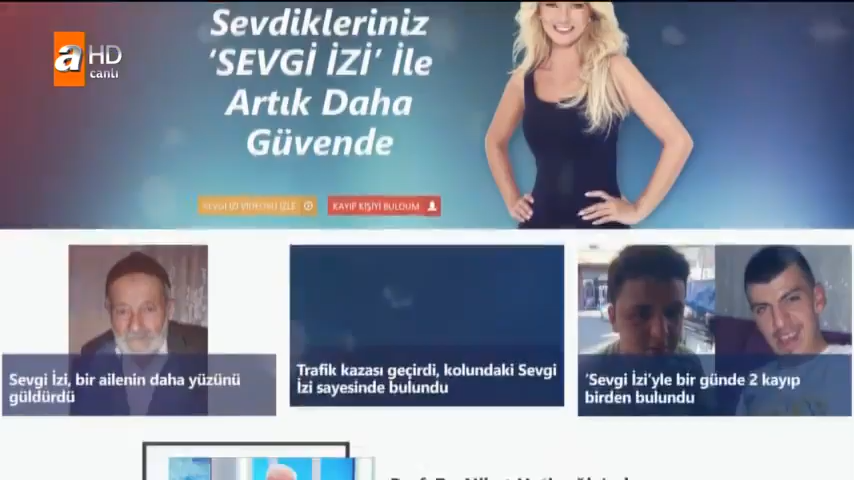 a HD
canlı
Sevdikleriniz
'SEVGİ İZİ' İle
Artık Daha
Güvende
SEVGİ İZİ VİDEOSU İZLE
KAYIP KİŞİYİ BULDUM
Sevgi İzi, bir ailenin daha yüzünü
güldürdü
Trafik kazası geçirdi, kolundaki Sevgi
İzi sayesinde bulundu
'Sevgi İzi'yle bir günde 2 kayıp
birden bulundu